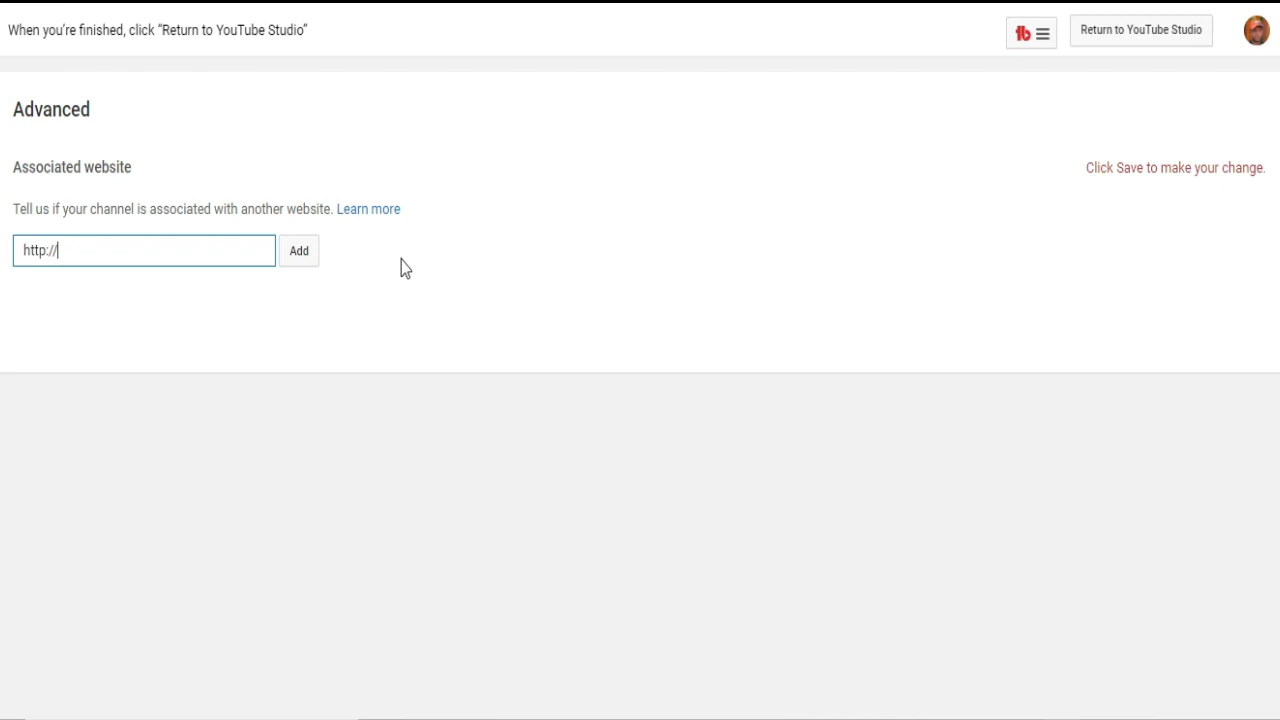 When you're finished, click “Return to YouTube Studio”
tb
Return to YouTube Studio
Advanced
Associated website
Click Save to make your change.
Tell us if your channel is associated with another website. Learn more
http://
Add